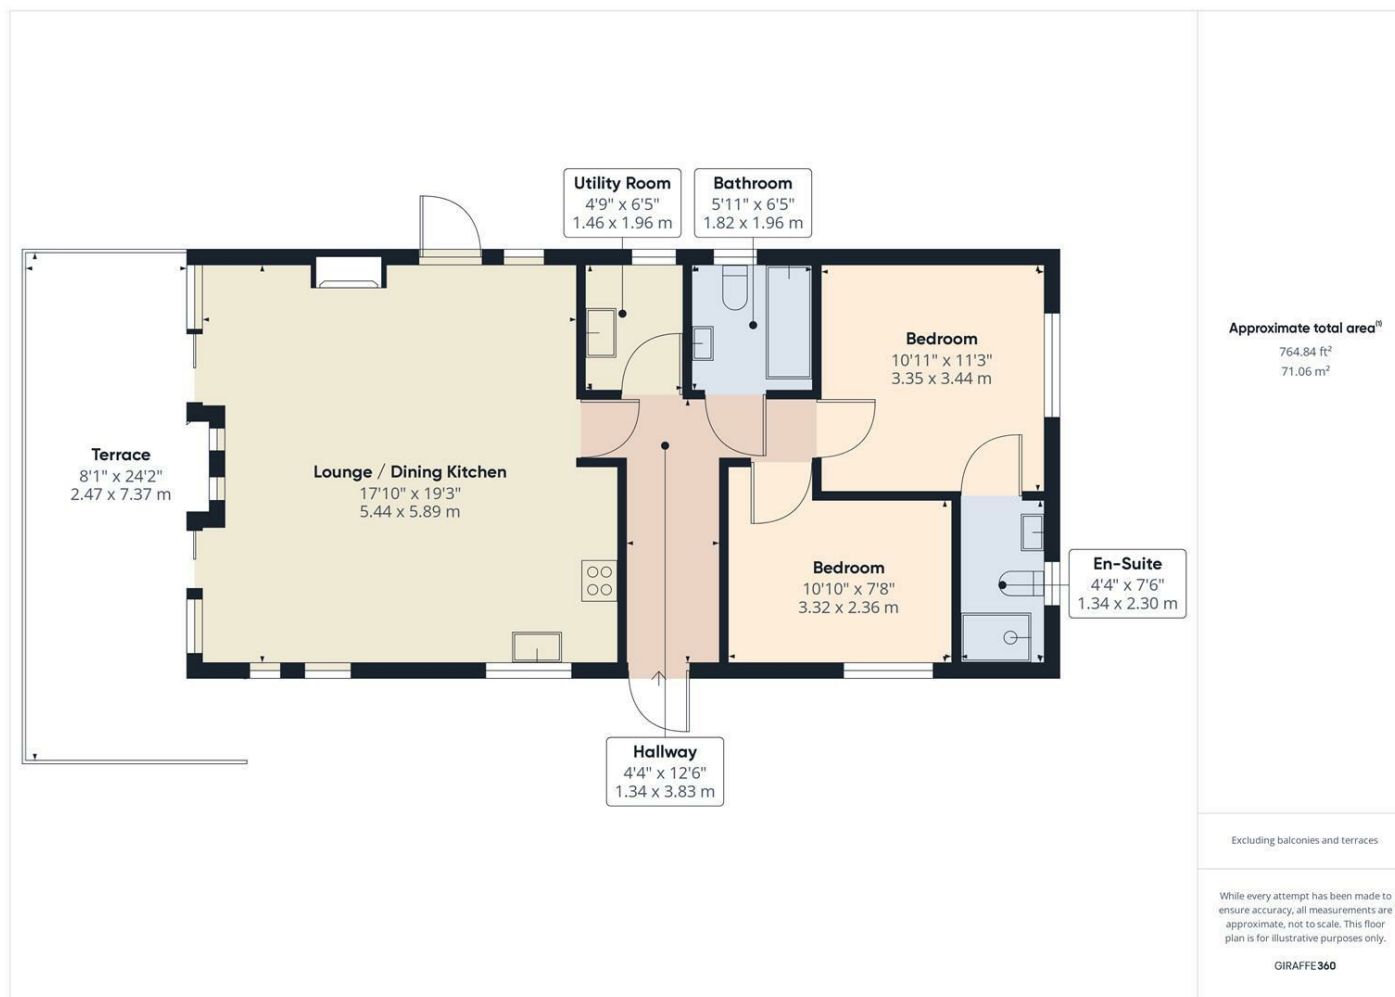 Utility Room
4'9" x 6'5"
1.46 x 1.96 m
Bathroom
5'11" x 6'5"
1.82 x 1.96 m
Bedroom
10'11" x 11'3"
3.35 x 3.44 m
Terrace
8'1" x 24'2"
2.47 x 7.37 m
Lounge / Dining Kitchen
17'10" x 19'3"
5.44 x 5.89 m
Bedroom
10'10" x 7'8"
3.32 x 2.36 m
En-Suite
4'4" x 7'6"
1.34 x 2.30 m
Hallway
4'4" x 12'6"
1.34 x 3.83 m
Approximate total area⁽¹⁾
764.84 ft²
71.06 m²
Excluding balconies and terraces
While every attempt has been made to
ensure accuracy, all measurements are
approximate, not to scale. This floor
plan is for illustrative purposes only.
GIRAFFE360